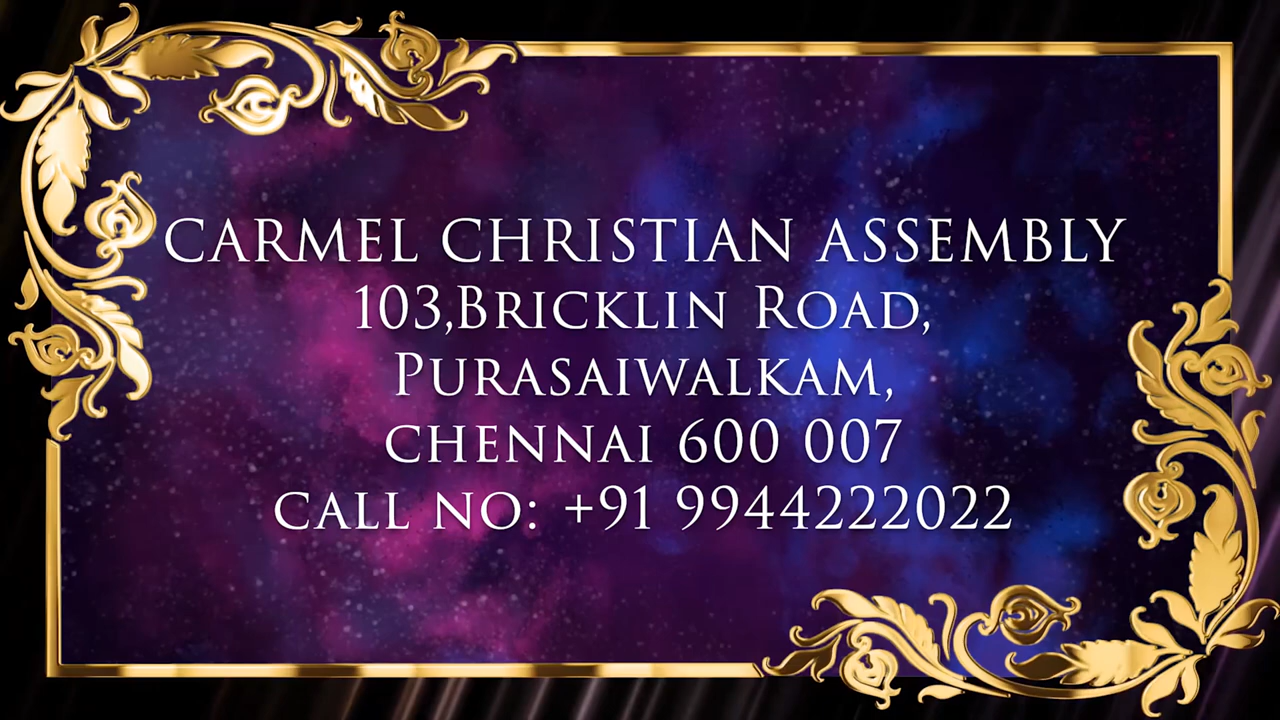 CARMEL CHRISTIAN ASSEMBLY
103,Bricklin Road,
Purasaiwalkam,
chennai 600 007
call no: +91 9944222022